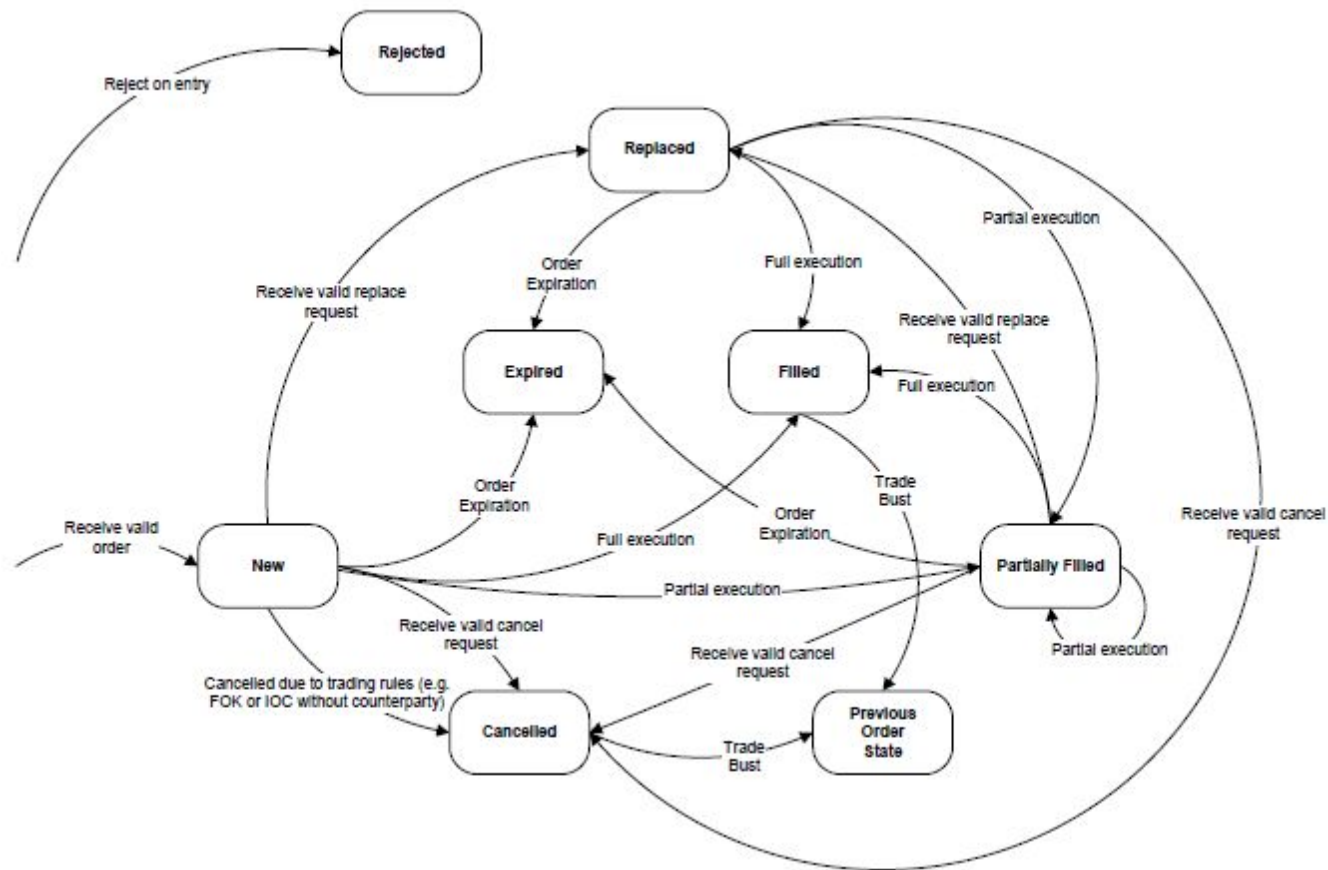 Rejected
Reject on entry
Replaced
Partial execution
Order
Expiration
Full execution
Receive valid replace
request
Receive valid replace
request
Expired
Filled
Full execution
Order
Expiration
Trade
Bust
Receive valid
order
Order
Expiration
Receive valid cancel
request
Full execution
New
Partially Filled
Partial execution
Receive valid cancel
request
Receive valid cancel
request
Partial execution
Cancelled due to trading rules (e.g.
FOK or IOC without counterparty)
Cancelled
Previous
Order
State
Trade
Bust